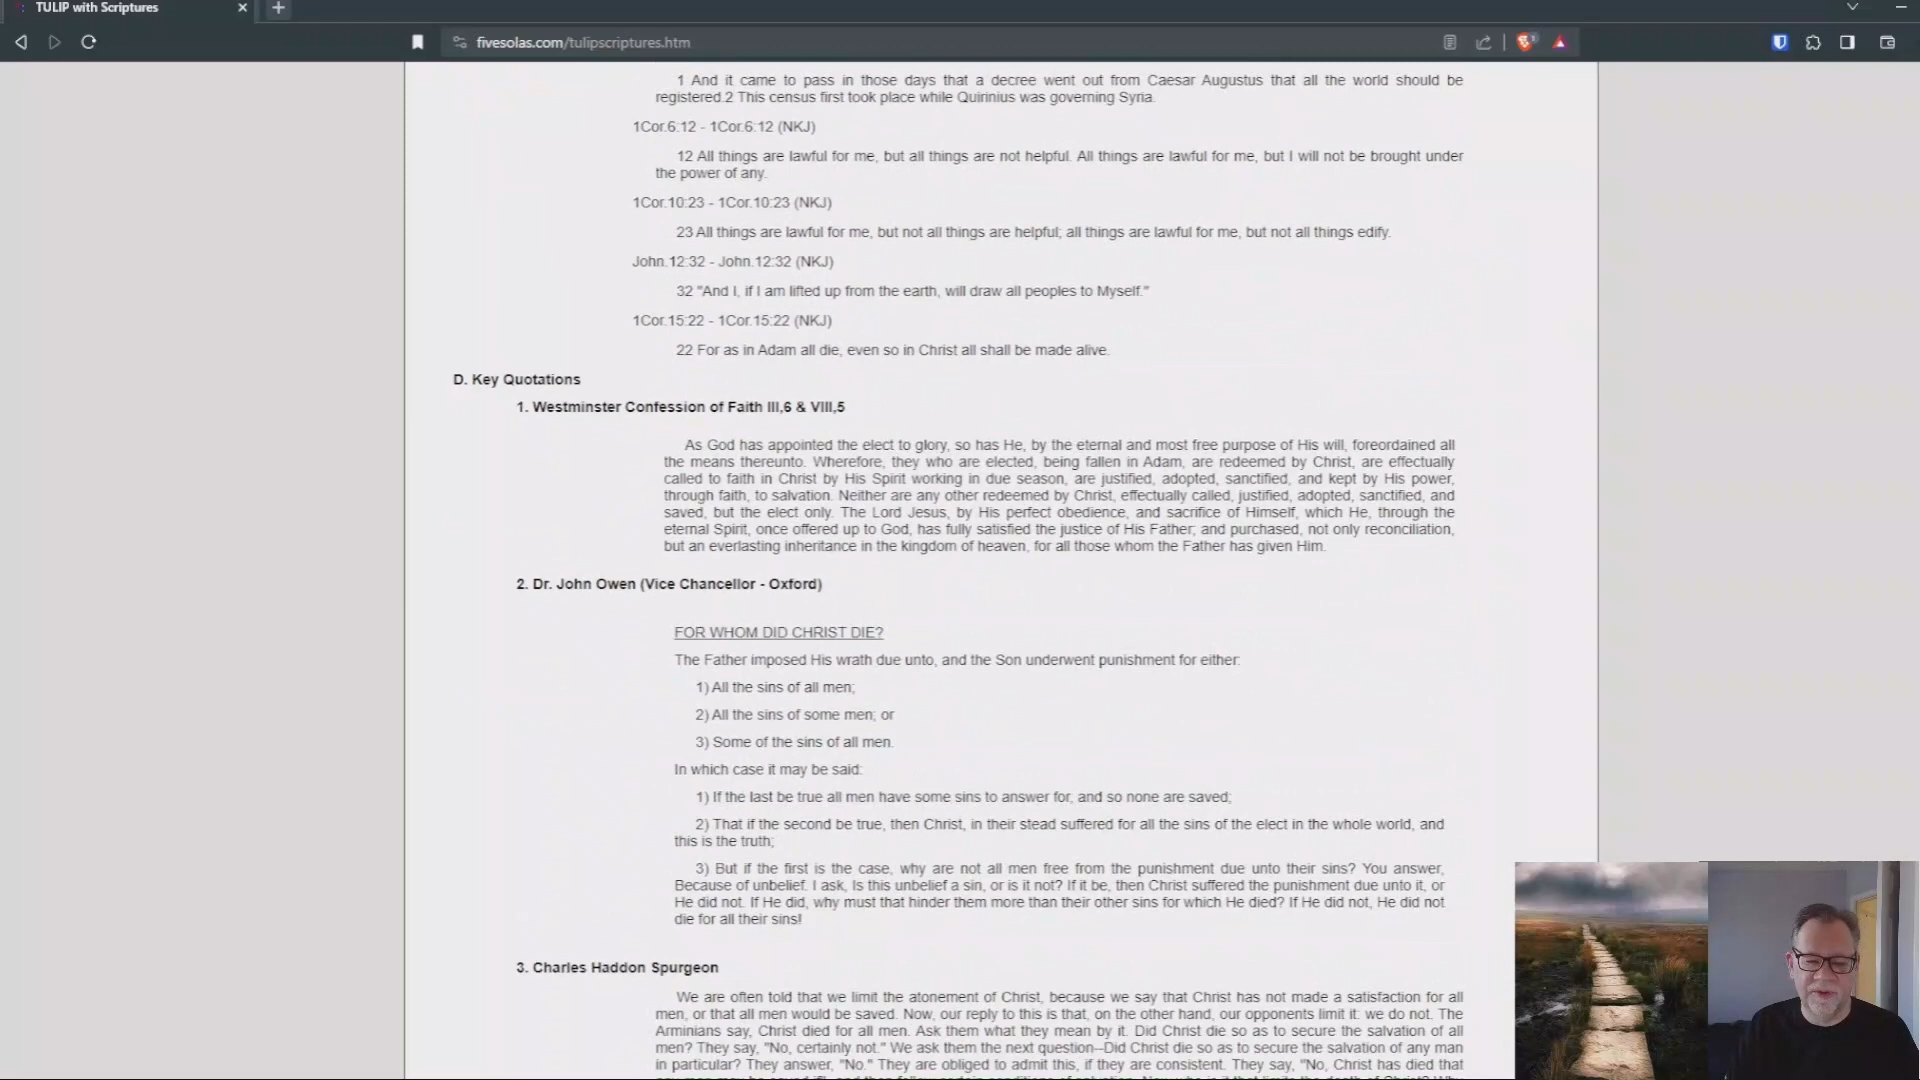 TULIP with Scriptures
fivesolas.com/tulipscriptures.htm
1 And it came to pass in those days that a decree went out from Caesar Augustus that all the world should be
registered.2 This census first took place while Quirinius was governing Syria.
1Cor.6:12 - 1Cor.6:12 (NKJ)
12 All things are lawful for me, but all things are not helpful. All things are lawful for me, but I will not be brought under
the power of any.
1Cor.10:23 - 1Cor.10:23 (NKJ)
23 All things are lawful for me, but not all things are helpful; all things are lawful for me, but not all things edify.
John.12:32 - John.12:32 (NKJ)
32 "And I, if I am lifted up from the earth, will draw all peoples to Myself."
1Cor.15:22 - 1Cor.15:22 (NKJ)
22 For as in Adam all die, even so in Christ all shall be made alive.
D. Key Quotations
1. Westminster Confession of Faith III,6 & VIII,5
As God has appointed the elect to glory, so has He, by the eternal and most free purpose of His will, foreordained all
the means thereunto. Wherefore, they who are elected, being fallen in Adam, are redeemed by Christ, are effectually
called to faith in Christ by His Spirit working in due season, are justified, adopted, sanctified, and kept by His power,
through faith, to salvation. Neither are any other redeemed by Christ, effectually called, justified, adopted, sanctified, and
saved, but the elect only. The Lord Jesus, by His perfect obedience, and sacrifice of Himself, which He, through the
eternal Spirit, once offered up to God, has fully satisfied the justice of His Father; and purchased, not only reconciliation,
but an everlasting inheritance in the kingdom of heaven, for all those whom the Father has given Him.
2. Dr. John Owen (Vice Chancellor - Oxford)
FOR WHOM DID CHRIST DIE?
The Father imposed His wrath due unto, and the Son underwent punishment for either:
1) All the sins of all men;
2) All the sins of some men; or
3) Some of the sins of all men.
In which case it may be said:
1) If the last be true all men have some sins to answer for, and so none are saved;
2) That if the second be true, then Christ, in their stead suffered for all the sins of the elect in the whole world, and
this is the truth;
3) But if the first is the case, why are not all men free from the punishment due unto their sins? You answer,
Because of unbelief. I ask, Is this unbelief a sin, or is it not? If it be, then Christ suffered the punishment due unto it, or
He did not. If He did, why must that hinder them more than their other sins for which He died? If He did not, He did not
die for all their sins!
3. Charles Haddon Spurgeon
We are often told that we limit the atonement of Christ, because we say that Christ has not made a satisfaction for all
men, or that all men would be saved. Now, our reply to this is that, on the other hand, our opponents limit it: we do not. The
Arminians say, Christ died for all men. Ask them what they mean by it. Did Christ die so as to secure the salvation of all
men? They say, "No, certainly not." We ask them the next question--Did Christ die so as to secure the salvation of any man
in particular? They answer, "No." They are obliged to admit this, if they are consistent. They say, "No, Christ has died that